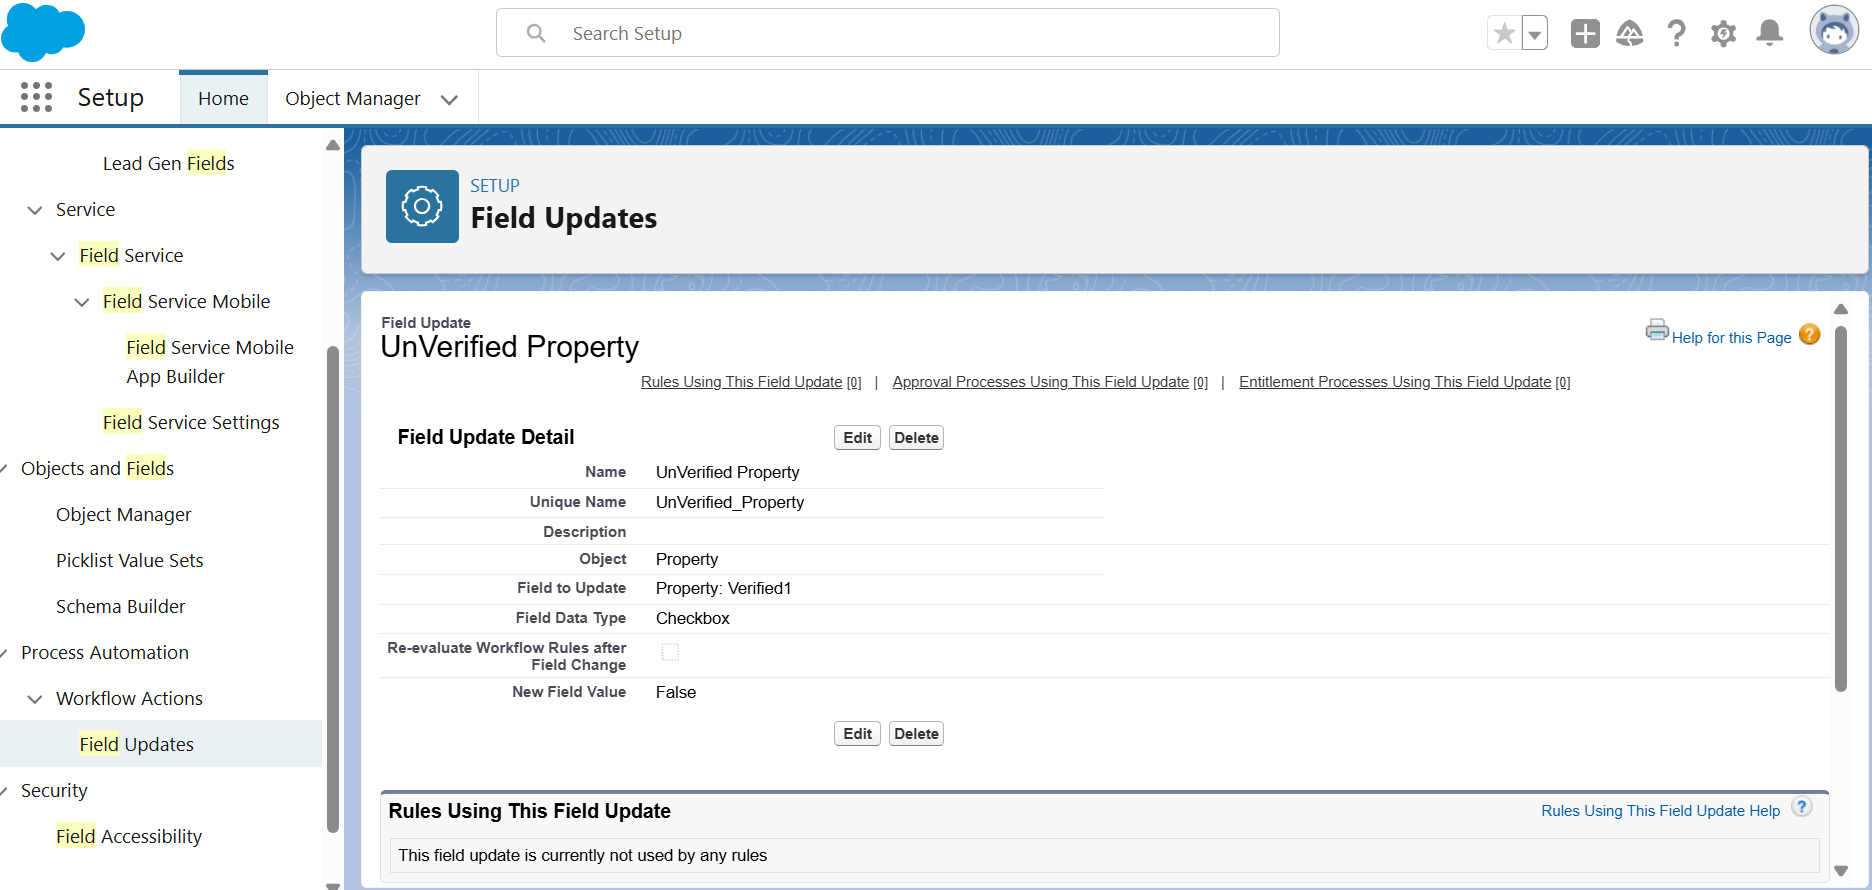 Search Setup
Setup
Home
Object Manager
Lead Gen Fields
Service
Field Service
Field Service Mobile
Field Service Mobile
App Builder
Field Service Settings
Objects and Fields
Object Manager
Picklist Value Sets
Schema Builder
Process Automation
Workflow Actions
Field Updates
Security
Field Accessibility
SETUP
Field Updates
Field Update
UnVerified Property
Help for this Page
Rules Using This Field Update [0] | Approval Processes Using This Field Update [0] | Entitlement Processes Using This Field Update [0]
Field Update Detail
Edit Delete
Name UnVerified Property
Unique Name UnVerified_Property
Description
Object Property
Field to Update Property: Verified1
Field Data Type Checkbox
Re-evaluate Workflow Rules after
Field Change
New Field Value False
Edit Delete
Rules Using This Field Update
Rules Using This Field Update Help ?
This field update is currently not used by any rules